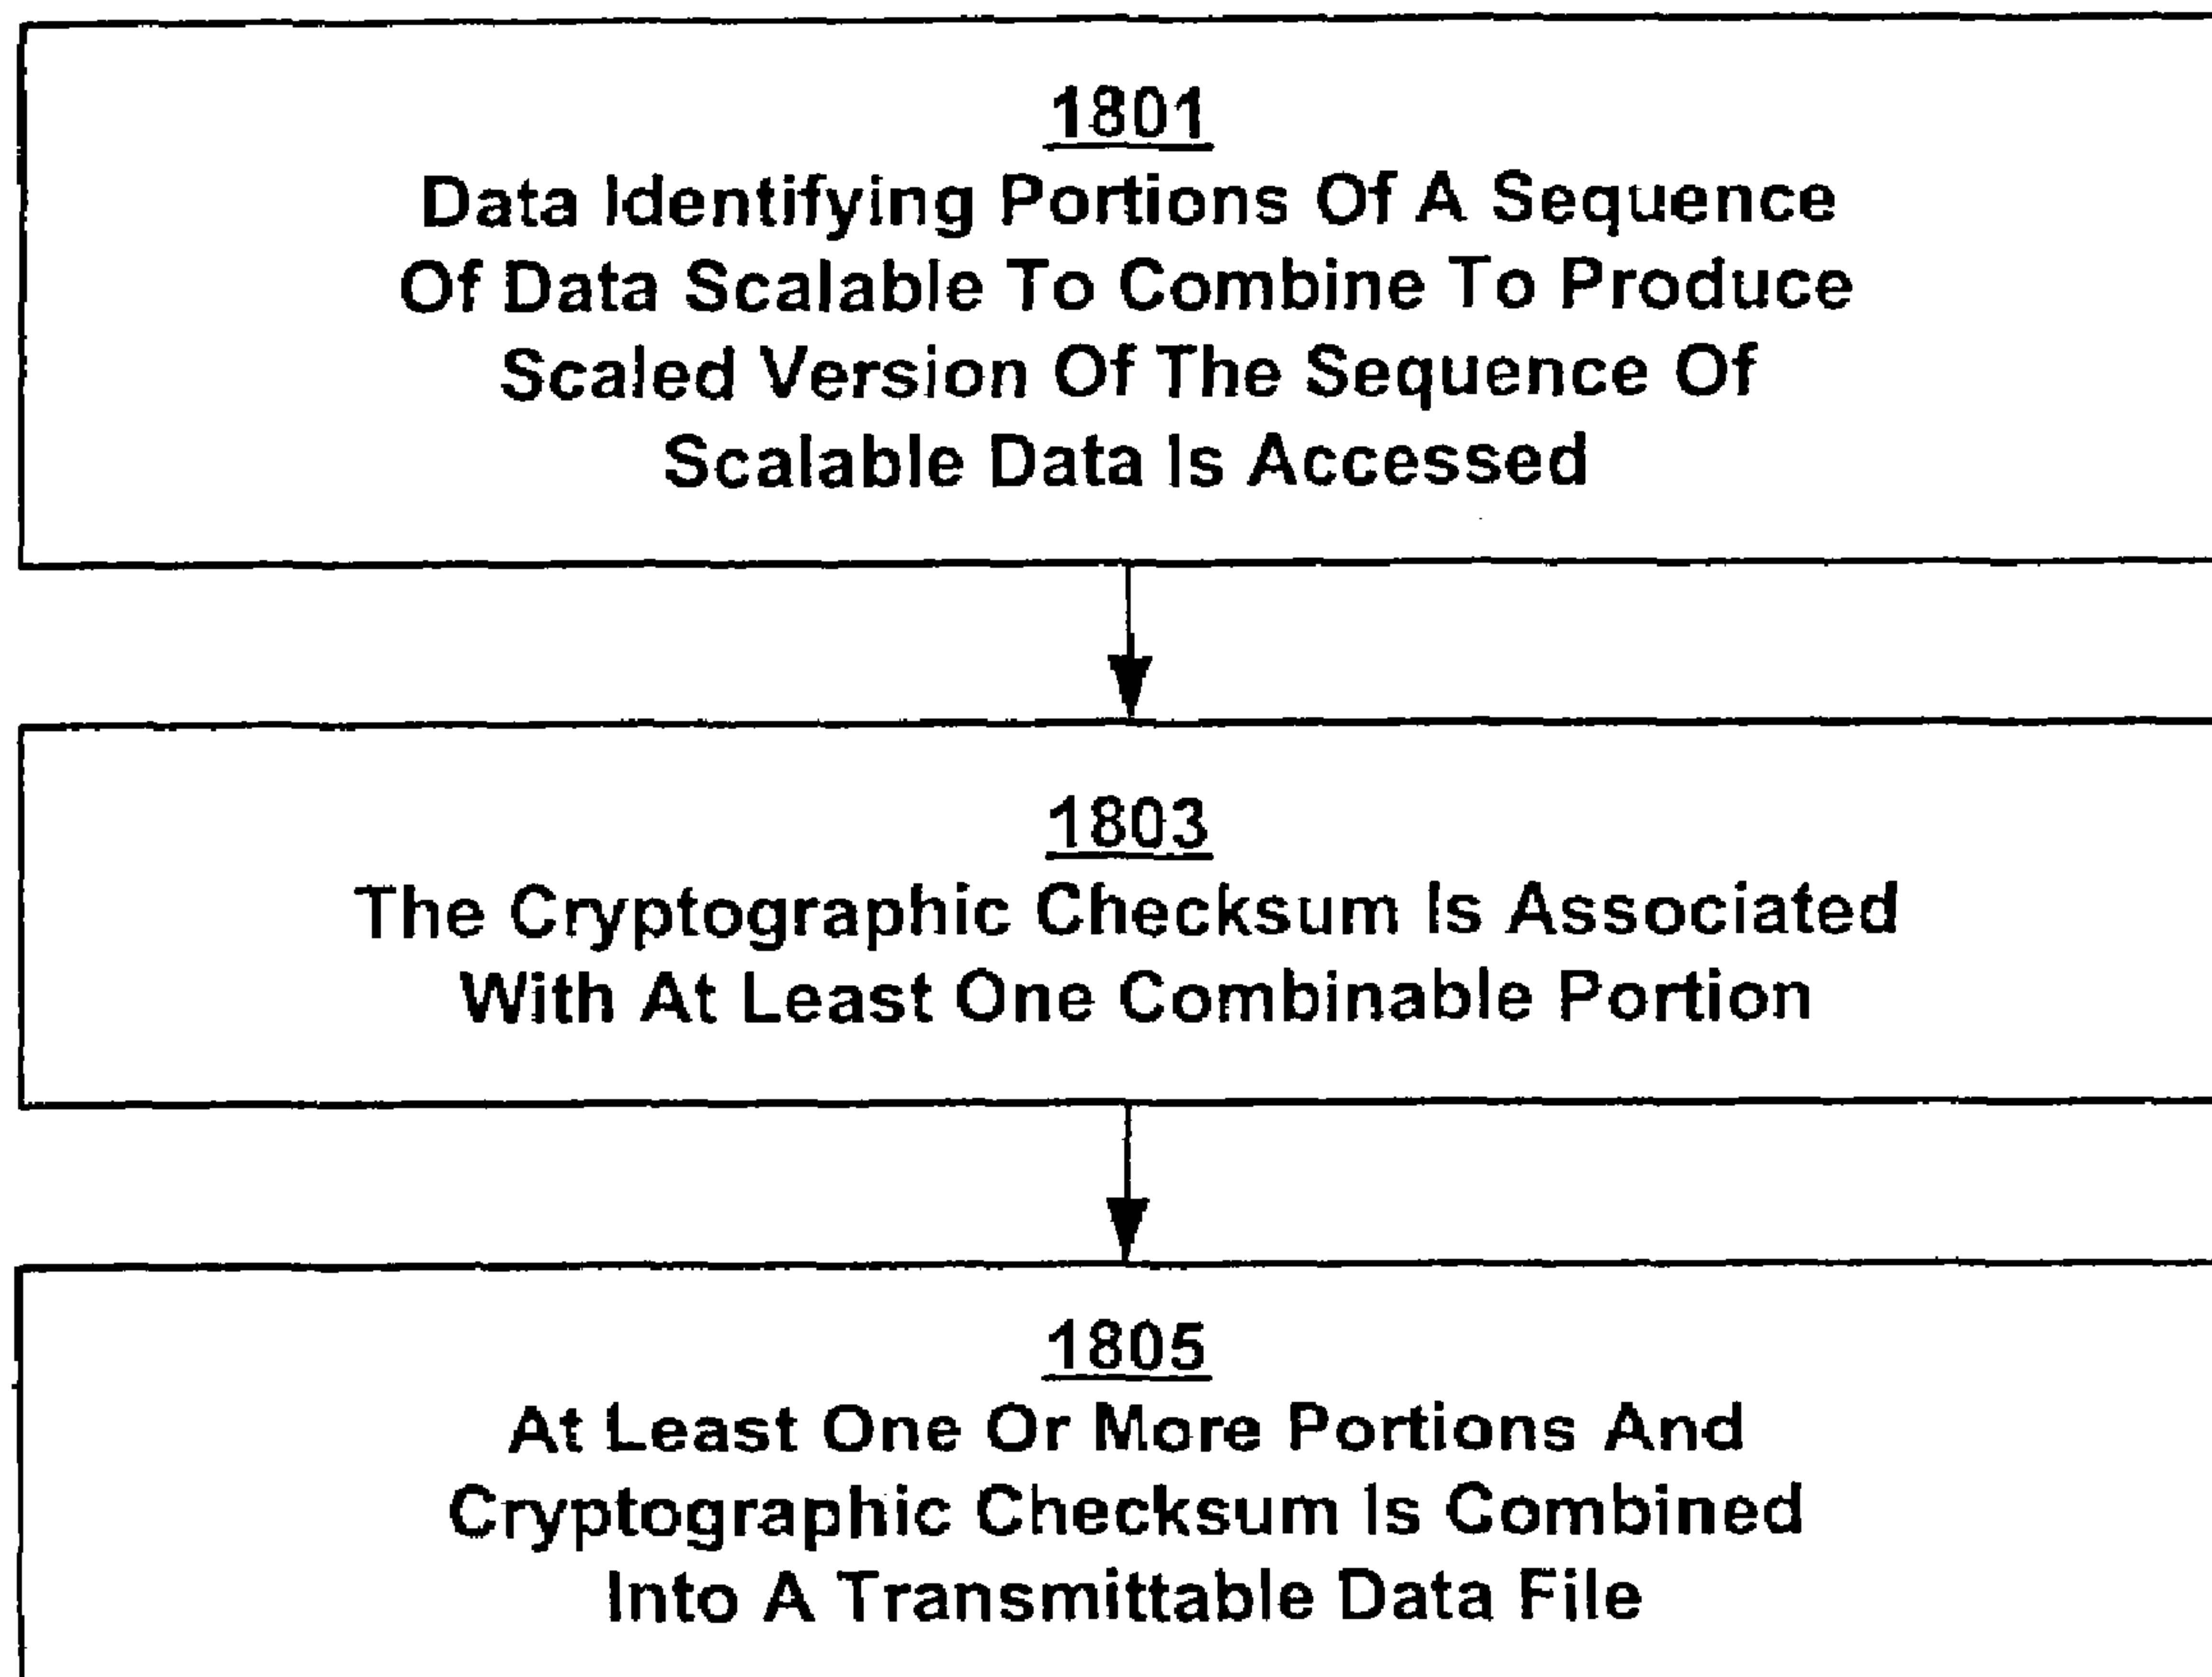 1801
Data Identifying Portions Of A Sequence
Of Data Scalable To Combine To Produce
Scaled Version Of The Sequence Of
Scalable Data Is Accessed
1803
The Cryptographic Checksum Is Associated
With At Least One Combinable Portion
1805
At Least One Or More Portions And
Cryptographic Checksum Is Combined
Into A Transmittable Data File